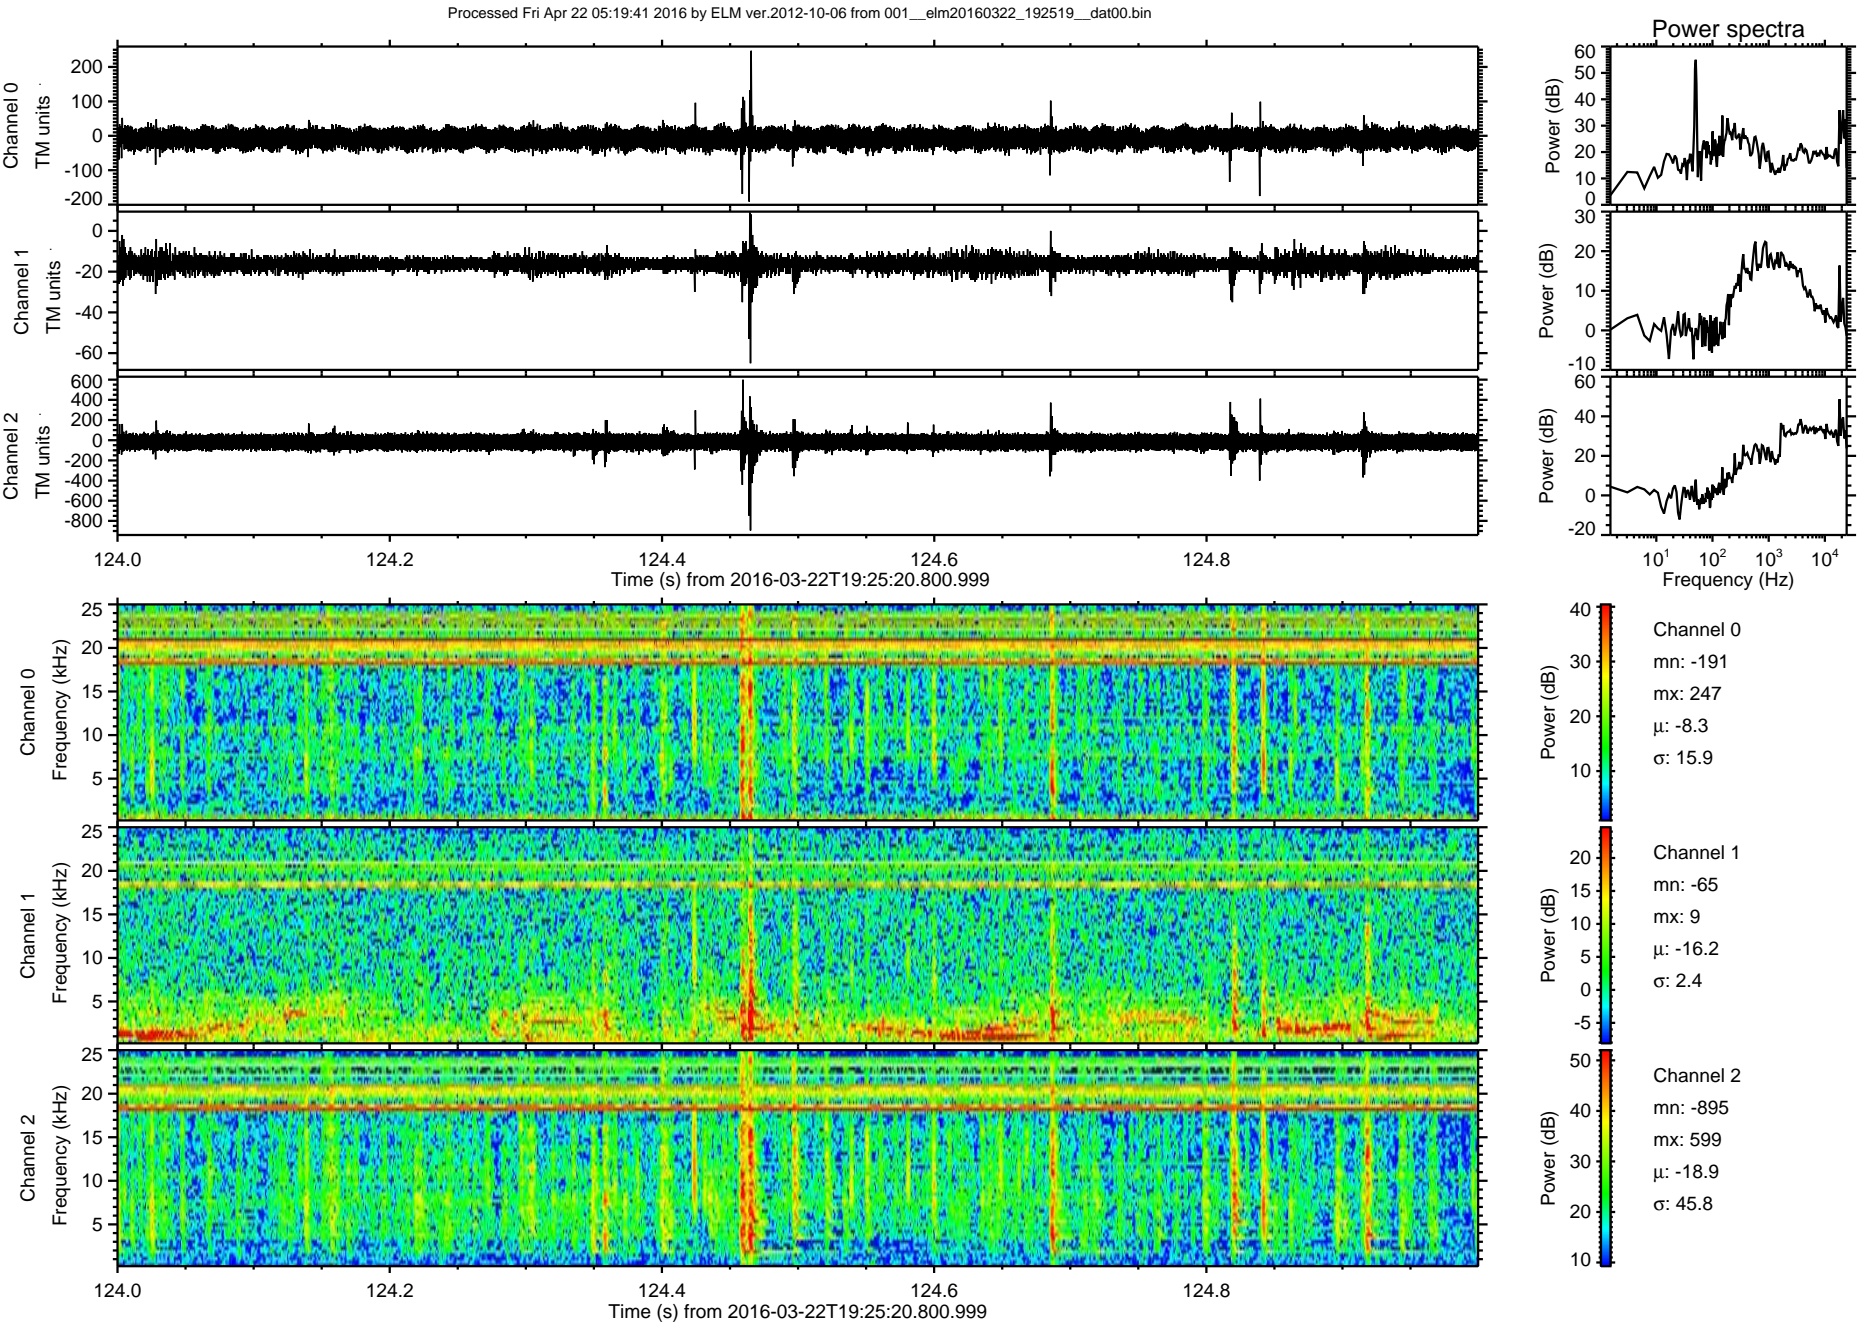 Processed Fri Apr 22 05:19:41 2016 by ELM ver.2012-10-06 from 001__elm20160322_192519__dat00.bin
Power spectra
Channel 0
TM units
200
100
0
-100
-200
Power (dB)
60
50
40
30
20
10
0
Channel 1
TM units
0
-20
-40
-60
Power (dB)
30
20
10
0
-10
Channel 2
TM units
600
400
200
0
-200
-400
-600
-800
Power (dB)
60
40
20
0
-20
124.0 124.2 124.4 124.6 124.8
Time (s) from 2016-03-22T19:25:20.800.999
10¹ 10² 10³ 10⁴
Frequency (Hz)
Channel 0
Frequency (kHz)
25
20
15
10
5
Power (dB)
40
30
20
10
Channel 0
mn: -191
mx: 247
μ: -8.3
σ: 15.9
Channel 1
Frequency (kHz)
25
20
15
10
5
Power (dB)
20
15
10
5
0
-5
Channel 1
mn: -65
mx: 9
μ: -16.2
σ: 2.4
Channel 2
Frequency (kHz)
25
20
15
10
5
Power (dB)
50
40
30
20
10
Channel 2
mn: -895
mx: 599
μ: -18.9
σ: 45.8
124.0 124.2 124.4 124.6 124.8
Time (s) from 2016-03-22T19:25:20.800.999